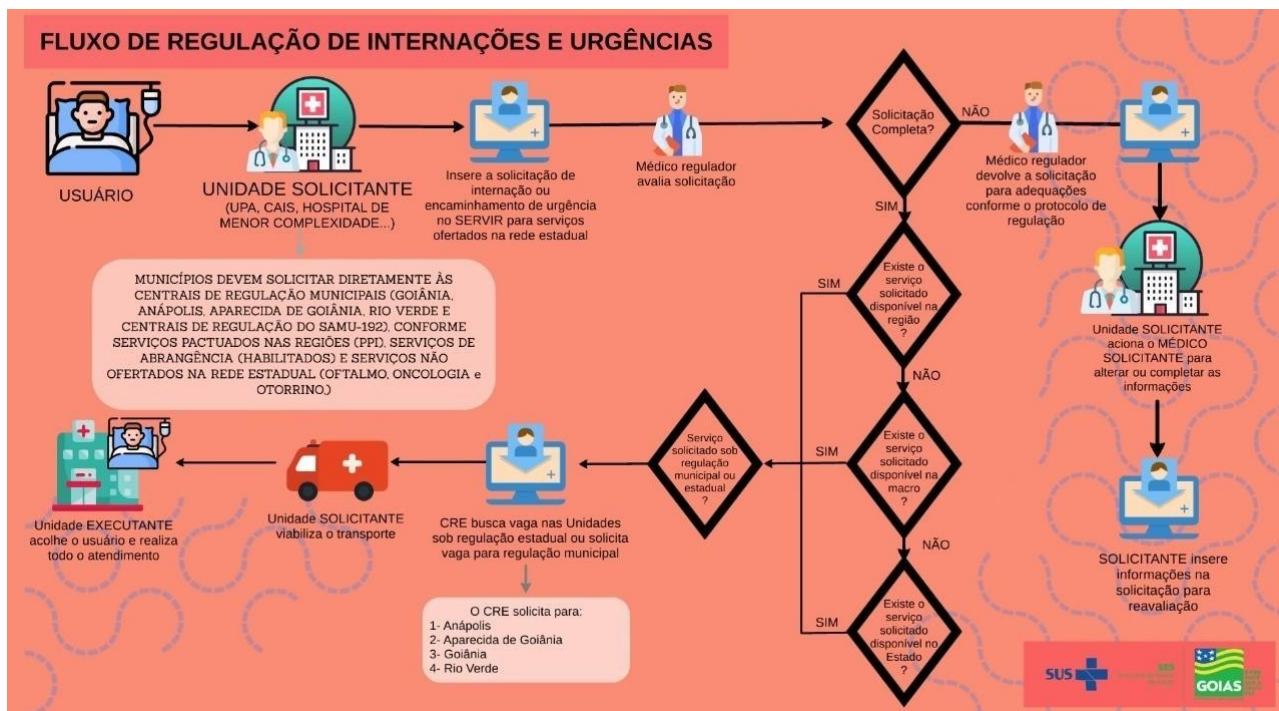 FLUXO DE REGULAÇÃO DE INTERNAÇÕES E URGÊNCIAS
USUÁRIO
UNIDADE SOLICITANTE
(UPA, CAIS, HOSPITAL DE
MENOR COMPLEXIDADE...)
Insere a solicitação de
internação ou
encaminhamento de urgência
no SERVIR para serviços
ofertados na rede estadual
Médico regulador
avalia solicitação
Solicitação
Completa?
NÃO
Médico regulador
devolve a solicitação
para adequações
conforme o protocolo de
regulação
SIM
MUNICÍPIOS DEVEM SOLICITAR DIRETAMENTE ÀS
CENTRAIS DE REGULAÇÃO MUNICIPAIS (GOIÂNIA,
ANÁPOLIS, APARECIDA DE GOIÂNIA, RIO VERDE E
CENTRAIS DE REGULAÇÃO DO SAMU-192), CONFORME
SERVIÇOS PACTUADOS NAS REGIÕES (PPI), SERVIÇOS DE
ABRANGÊNCIA (HABILITADOS) E SERVIÇOS NÃO
OFERTADOS NA REDE ESTADUAL (OFTALMO, ONCOLOGIA e
OTORRINO,)
SIM
Existe o
serviço
solicitado
disponível na
região
?
Unidade SOLICITANTE
aciona o MÉDICO
SOLICITANTE para
alterar ou completar as
informações
NÃO
Unidade EXECUTANTE
acolhe o usuário e realiza
todo o atendimento
Unidade SOLICITANTE
viabiliza o transporte
CRE busca vaga nas Unidades
sob regulação estadual ou solicita
vaga para regulação municipal
Serviço
solicitado sob
regulação
municipal ou
estadual
?
SIM
Existe o
serviço
solicitado
disponível na
macro
?
NÃO
SOLICITANTE insere
informações na
solicitação para
reavaliação
O CRE solicita para:
1- Anápolis
2- Aparecida de Goiânia
3- Goiânia
4- Rio Verde
SIM
Existe o
serviço
solicitado
disponível no
Estado
?
SUS
SES
GOIÁS